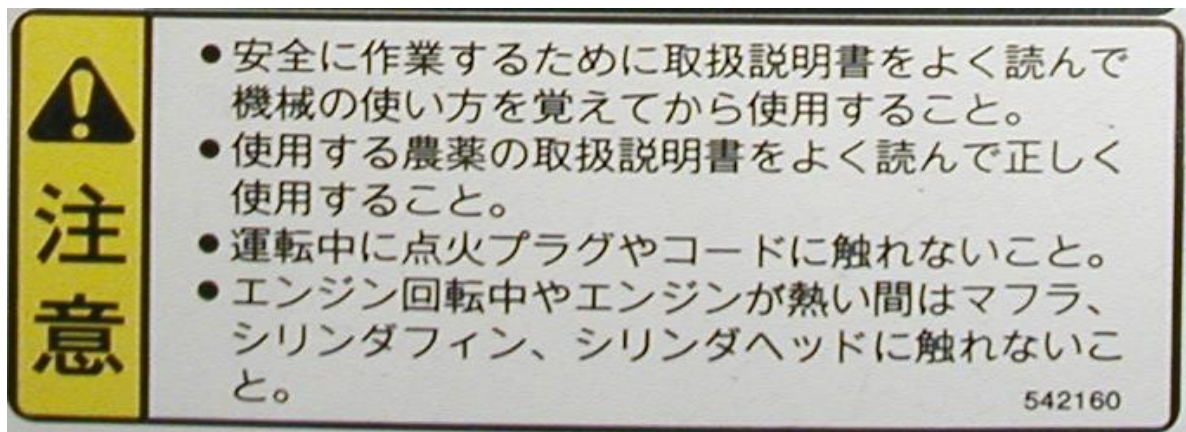 注意
●安全に作業するために取扱説明書をよく読んで
機械の使い方を覚えてから使用すること。
●使用する農薬の取扱説明書をよく読んで正しく
使用すること。
●運転中に点火プラグやコードに触れないこと。
●エンジン回転中やエンジンが熱い間はマフラ、
シリンダフィン、シリンダヘッドに触れないこ
と。
542160